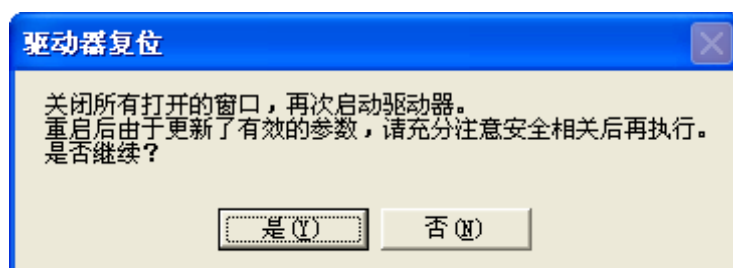 驱动器复位
关闭所有打开的窗口，再次启动驱动器。
重启后由于更新了有效的参数，请充分注意安全相关后再执行。
是否继续？
是(Y) 否(N)